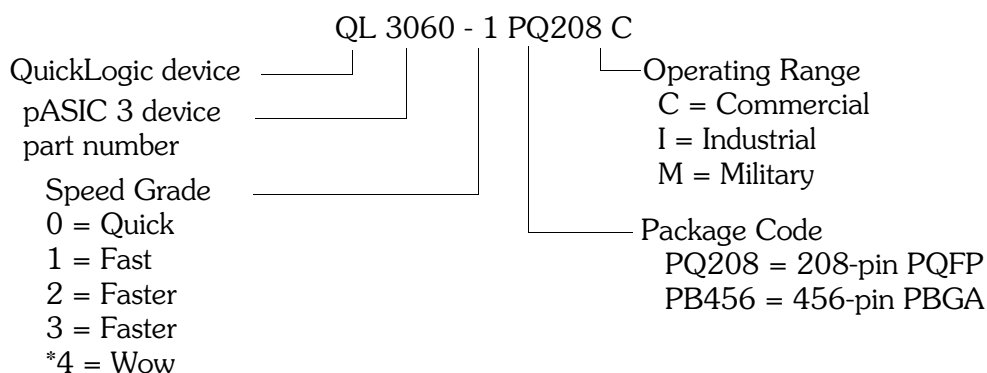 QL 3060 - 1 PQ208 C
QuickLogic device
pASIC 3 device
part number
Speed Grade
0 = Quick
1 = Fast
2 = Faster
3 = Faster
*4 = Wow
Operating Range
C = Commercial
I = Industrial
M = Military
Package Code
PQ208 = 208-pin PQFP
PB456 = 456-pin PBGA